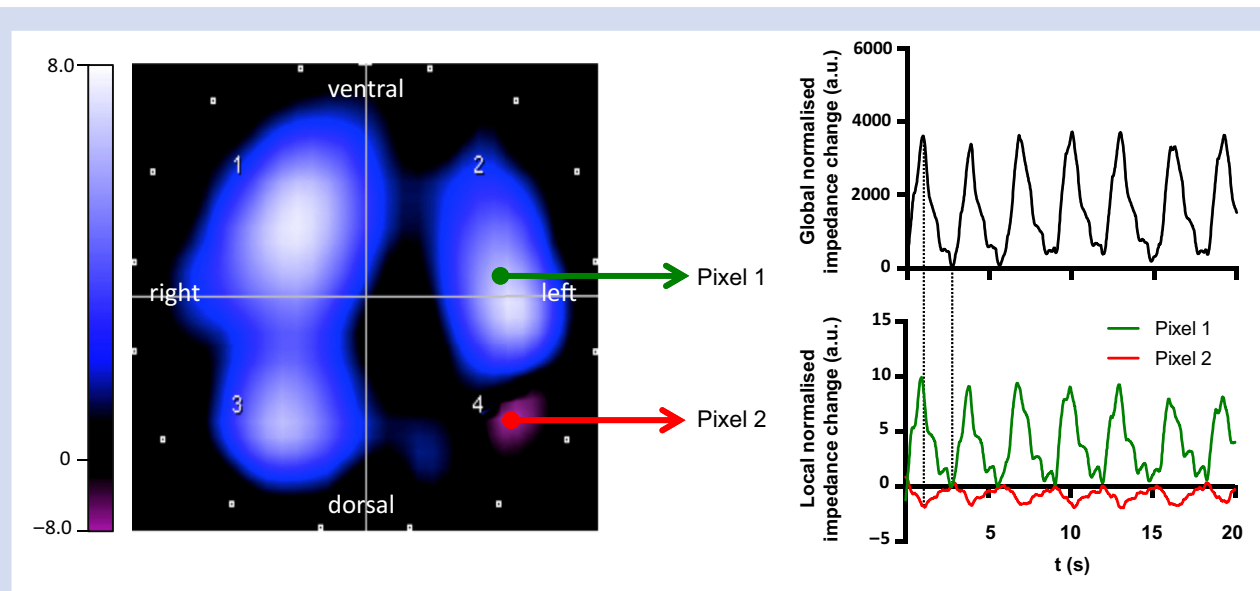 8.0
0
−8.0
ventral
1
2
right
left
3
4
dorsal
Pixel 1
Pixel 2
Global normalised
impedance change (a.u.)
6000
4000
2000
0
Local normalised
impedance change (a.u.)
15
10
5
0
−5
Pixel 1
Pixel 2
5
10
15
20
t (s)